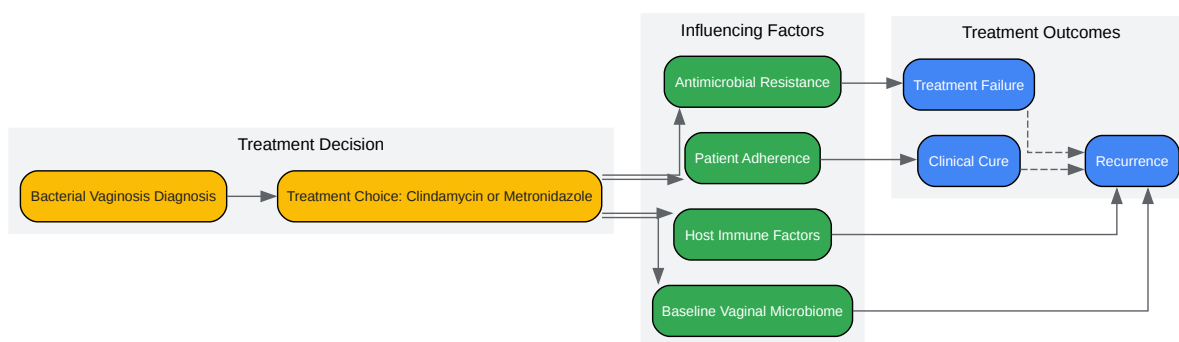 Treatment Decision
Bacterial Vaginosis Diagnosis
Treatment Choice: Clindamycin or Metronidazole
Influencing Factors
Antimicrobial Resistance
Patient Adherence
Host Immune Factors
Baseline Vaginal Microbiome
Treatment Outcomes
Treatment Failure
Clinical Cure
Recurrence